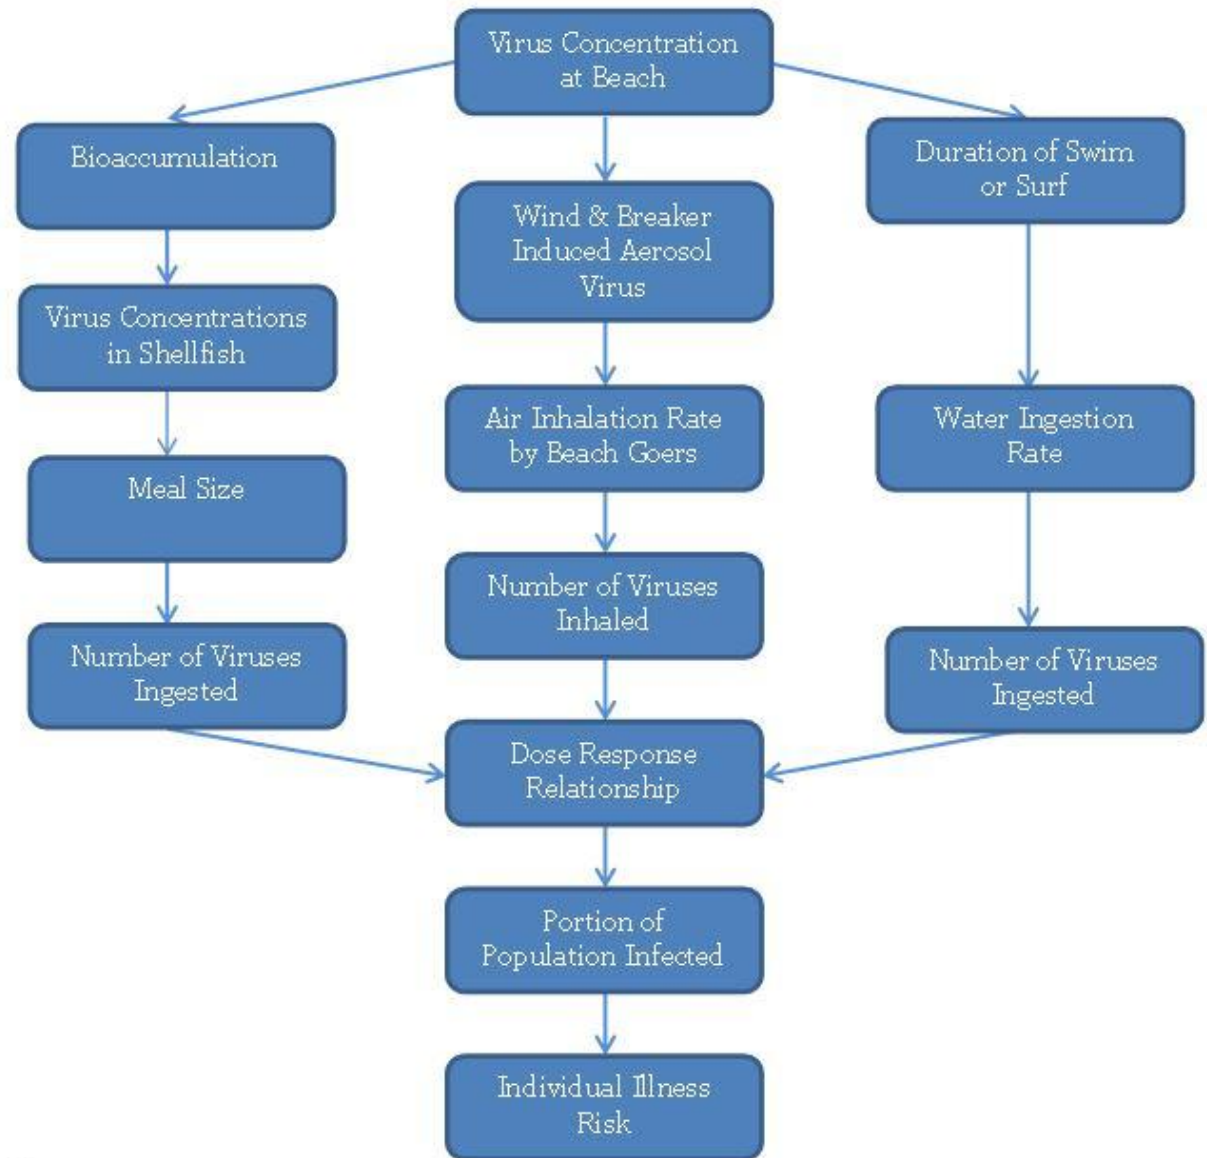 Virus Concentration
at Beach
Bioaccumulation
Virus Concentrations
in Shellfish
Meal Size
Number of Viruses
Ingested
Wind & Breaker
Induced Aerosol
Virus
Air Inhalation Rate
by Beach Goers
Number of Viruses
Inhaled
Duration of Swim
or Surf
Water Ingestion
Rate
Number of Viruses
Ingested
Dose Response
Relationship
Portion of
Population Infected
Individual Illness
Risk